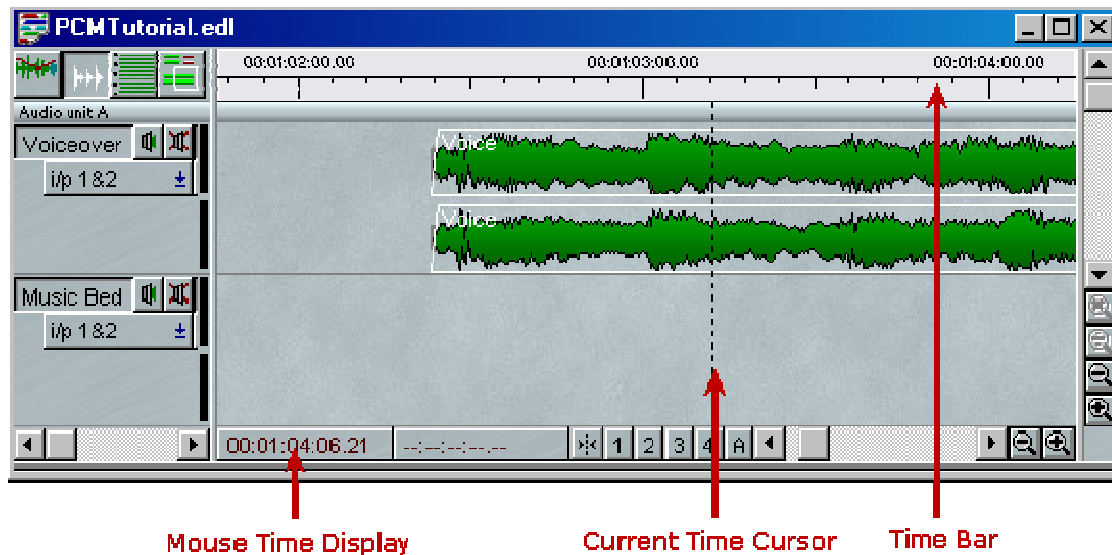 PCMTutorial.edl
00:01:02:00.00 00:01:03:00.00 00:01:04:00.00
Audio unit A
Voiceover
i/p 1&2
Voice
Voice
Music Bed
i/p 1&2
00:01:04:06.21 --:--:--:--.-- 1 2 3 4 A
Mouse Time Display Current Time Cursor Time Bar